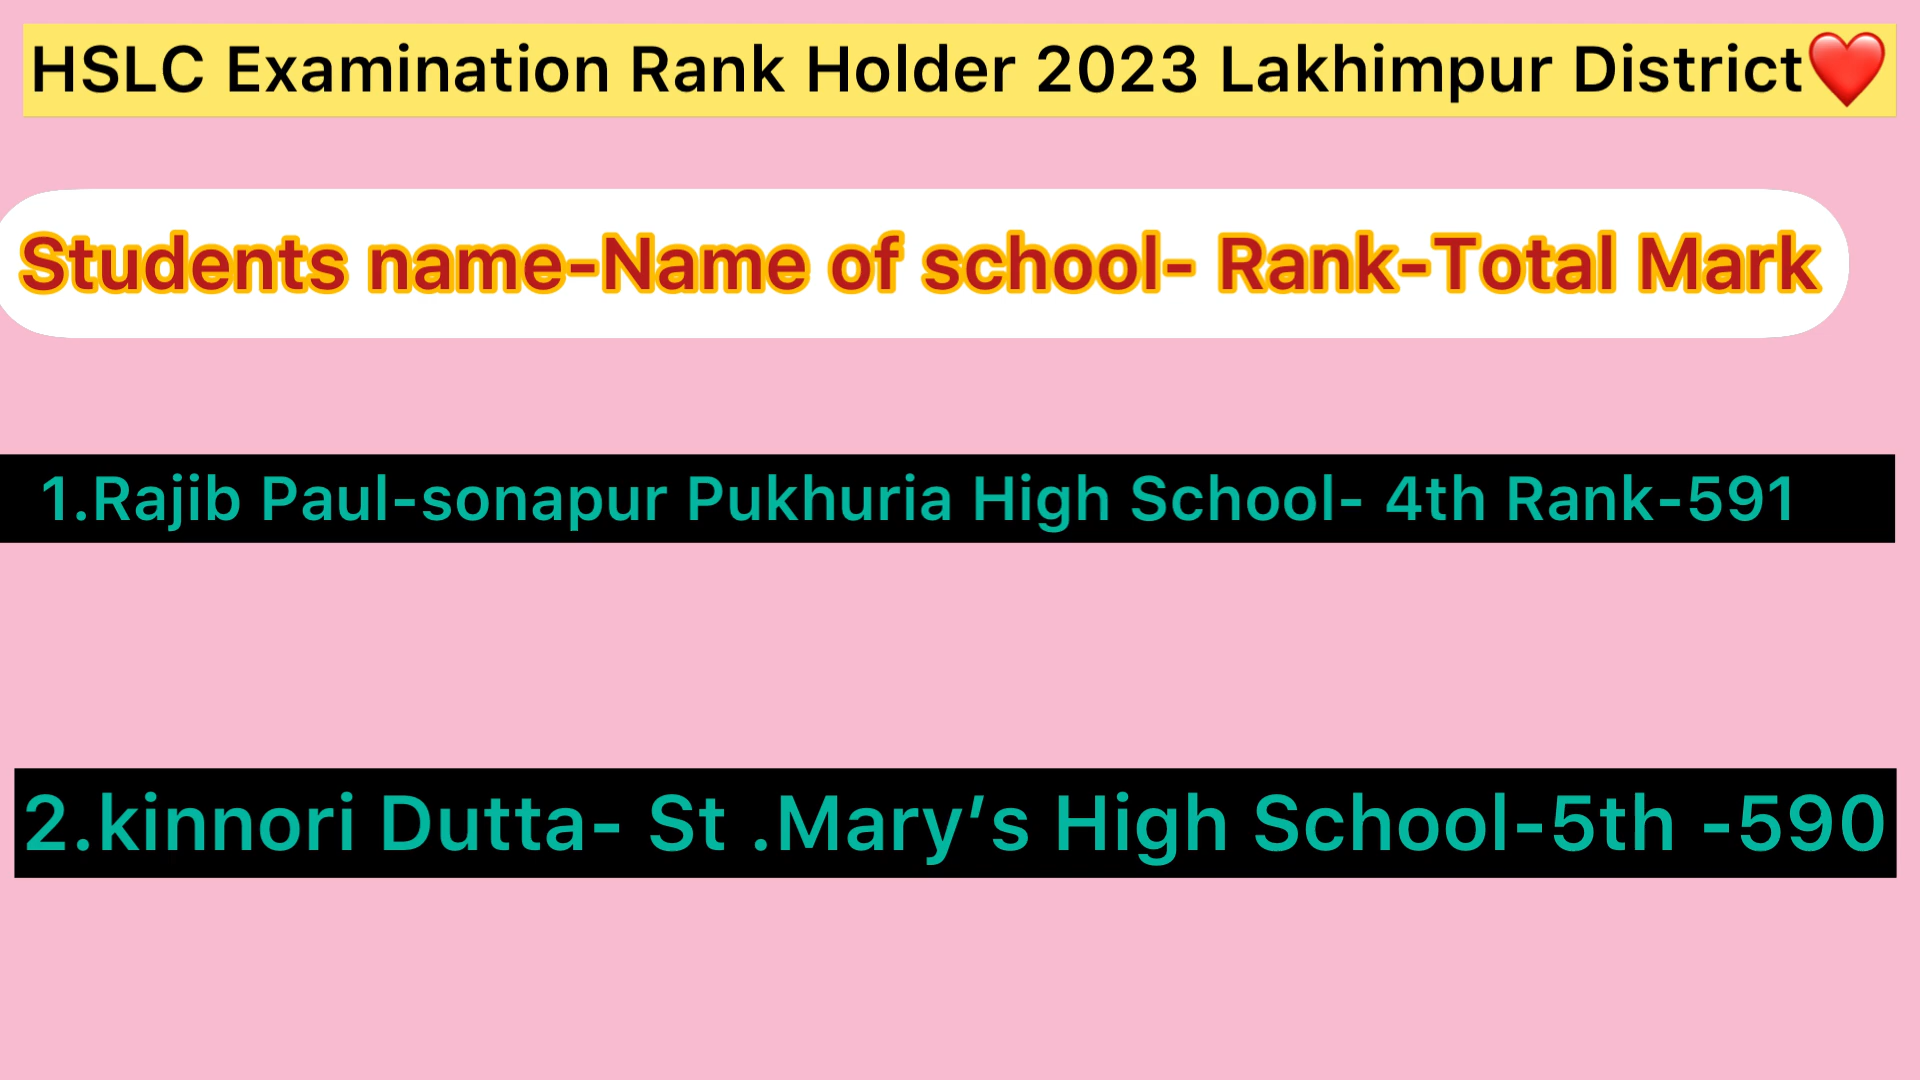 HSLC Examination Rank Holder 2023 Lakhimpur District❤️
Students name-Name of school- Rank-Total Mark
1.Rajib Paul-sonapur Pukhuria High School- 4th Rank-591
2.kinnori Dutta- St .Mary’s High School-5th -590